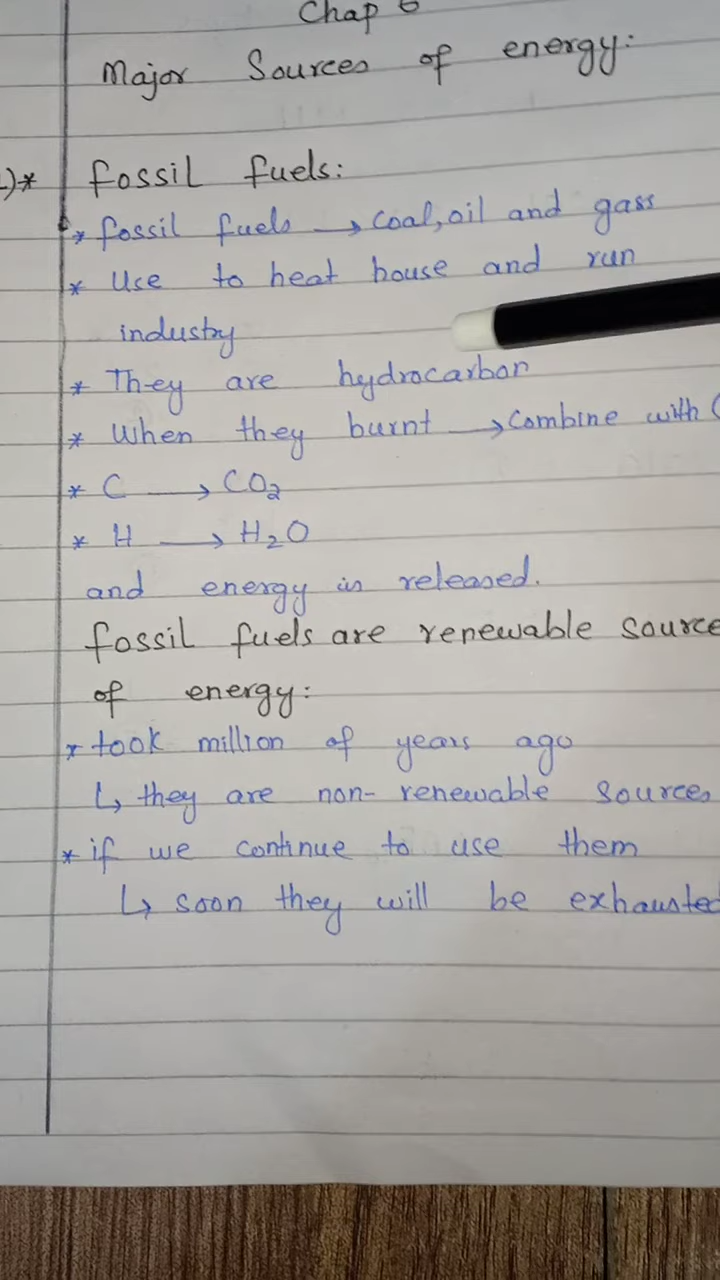 Chap 6
Major Sources of energy:
* fossil fuels:
* fossil fuels → coal, oil and gass
* Use to heat house and run
industry
* They are hydrocarbon
* When they burnt → Combine with
* C → CO₂
* H → H₂O
and energy is released.
fossil fuels are renewable source
of energy:
* took million of years ago
↳ they are non-renewable sources
* if we continue to use them
↳ soon they will be exhausted